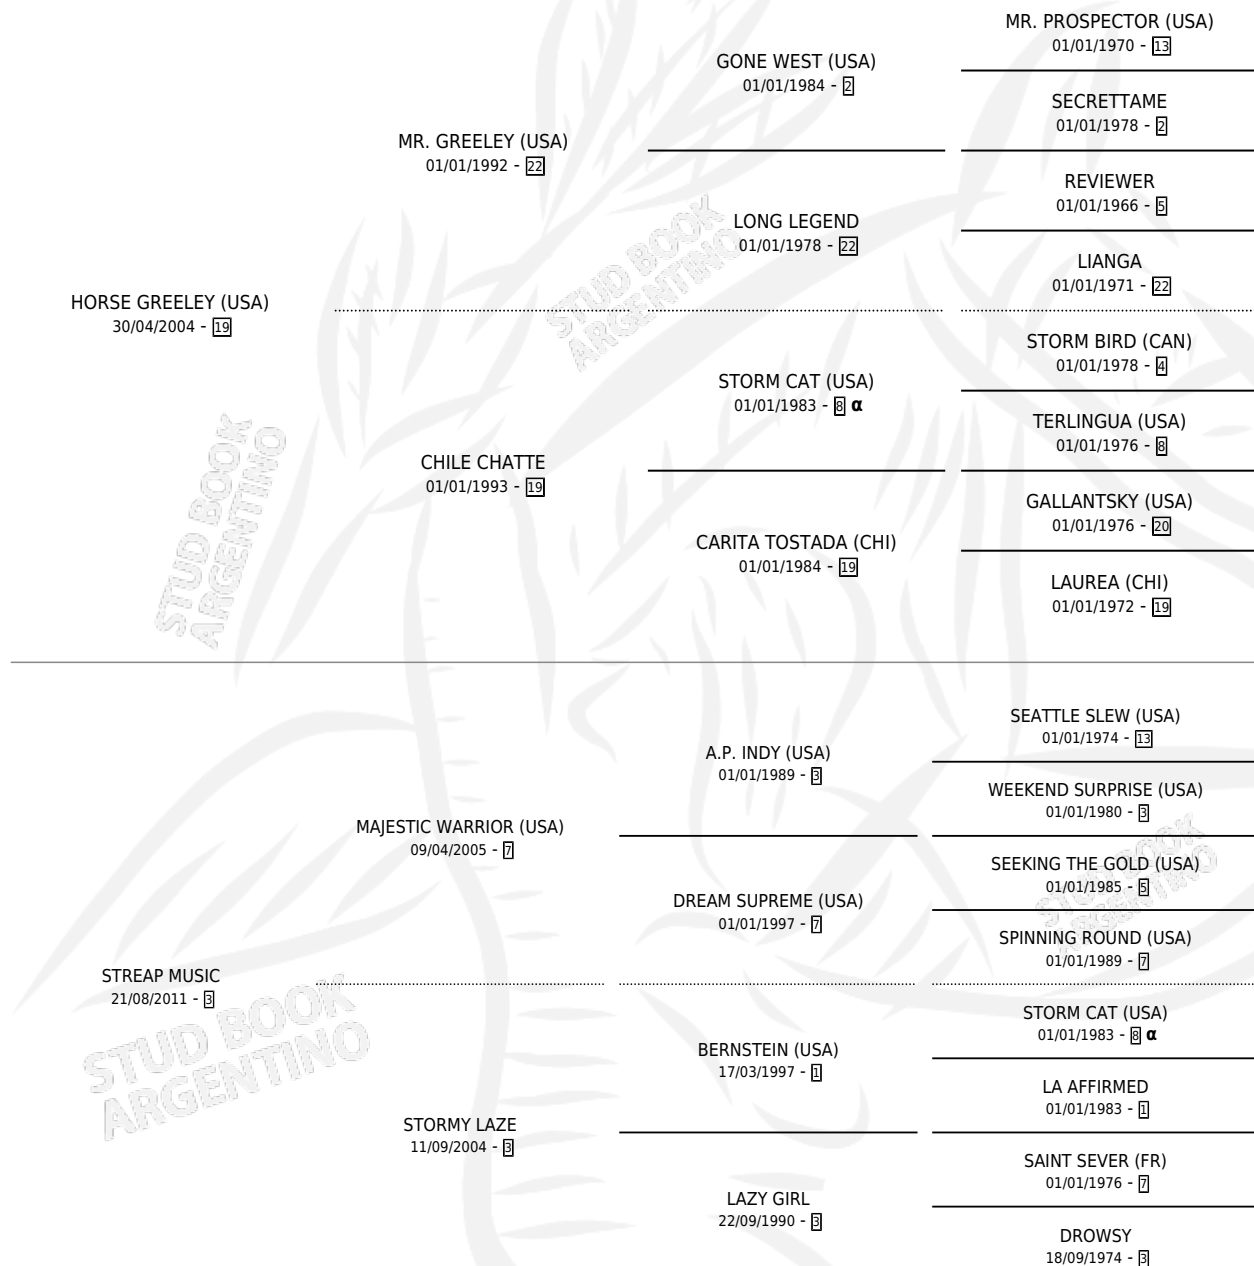 MR. PROSPECTOR (USA)
01/01/1970 - 13
GONE WEST (USA)
01/01/1984 - 2
SECRETTAME
01/01/1978 - 2
MR. GREELEY (USA)
01/01/1992 - 22
REVIEWER
01/01/1966 - 5
LONG LEGEND
01/01/1978 - 22
LIANGA
01/01/1971 - 22
HORSE GREELEY (USA)
30/04/2004 - 19
STORM BIRD (CAN)
01/01/1978 - 4
STORM CAT (USA)
01/01/1983 - 8 α
TERLINGUA (USA)
01/01/1976 - 8
CHILE CHATTE
01/01/1993 - 19
GALLANTSKY (USA)
01/01/1976 - 20
CARITA TOSTADA (CHI)
01/01/1984 - 19
LAUREA (CHI)
01/01/1972 - 19
SEATTLE SLEW (USA)
01/01/1974 - 13
A.P. INDY (USA)
01/01/1989 - 3
WEEKEND SURPRISE (USA)
01/01/1980 - 3
MAJESTIC WARRIOR (USA)
09/04/2005 - 7
SEEKING THE GOLD (USA)
01/01/1985 - 5
DREAM SUPREME (USA)
01/01/1997 - 7
SPINNING ROUND (USA)
01/01/1989 - 7
STREAP MUSIC
21/08/2011 - 3
STORM CAT (USA)
01/01/1983 - 8 α
BERNSTEIN (USA)
17/03/1997 - 1
LA AFFIRMED
01/01/1983 - 1
STORMY LAZE
11/09/2004 - 3
SAINT SEVER (FR)
01/01/1976 - 7
LAZY GIRL
22/09/1990 - 3
DROWSY
18/09/1974 - 3
STUD BOOK
ARGENTINO
STUD BOOK
ARGENTINO
STUD BOOK
ARGENTINO
STUD BOOK
ARGENTINO